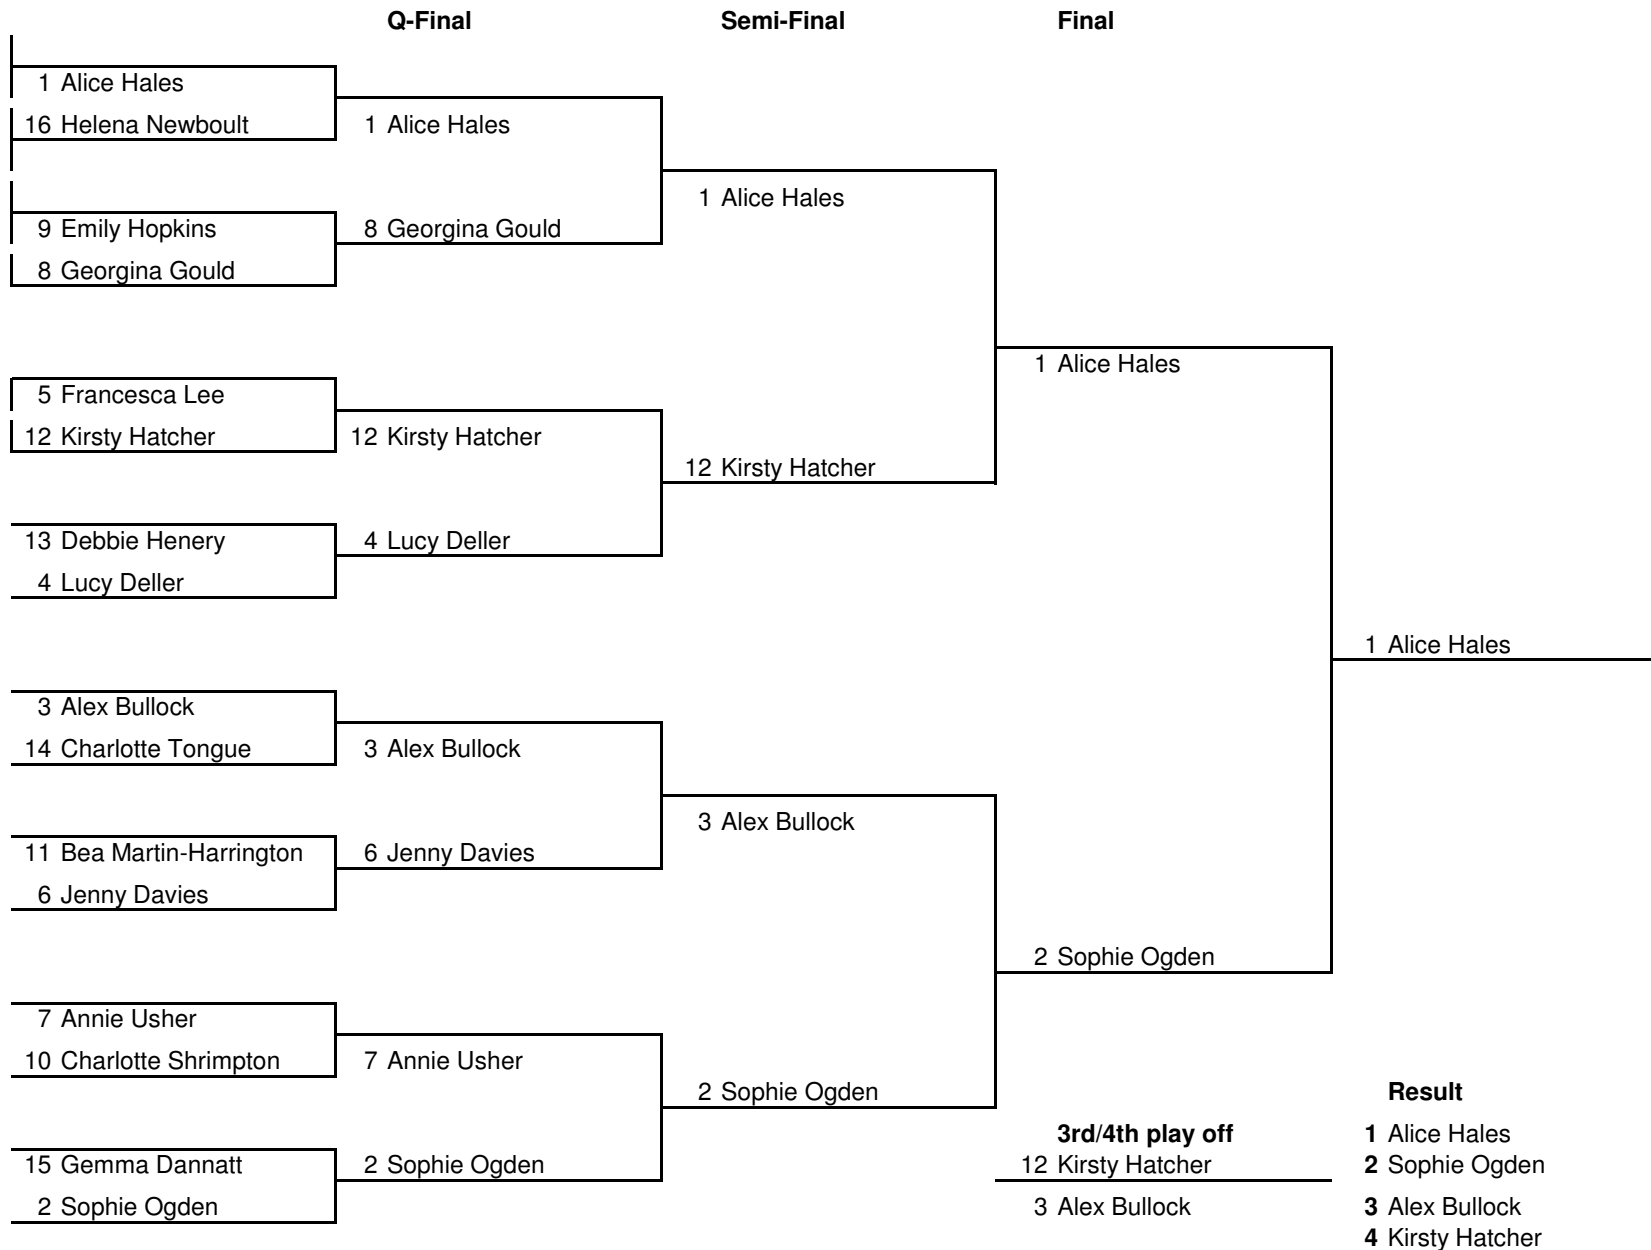 Q-Final Semi-Final Final
1 Alice Hales
16 Helena Newboult 1 Alice Hales
1 Alice Hales
9 Emily Hopkins 8 Georgina Gould
8 Georgina Gould
1 Alice Hales
5 Francesca Lee
12 Kirsty Hatcher 12 Kirsty Hatcher
12 Kirsty Hatcher
13 Debbie Henery 4 Lucy Deller
4 Lucy Deller
1 Alice Hales
3 Alex Bullock
14 Charlotte Tongue 3 Alex Bullock
3 Alex Bullock
11 Bea Martin-Harrington 6 Jenny Davies
6 Jenny Davies
2 Sophie Ogden
7 Annie Usher
10 Charlotte Shrimpton 7 Annie Usher
2 Sophie Ogden Result
3rd/4th play off 1 Alice Hales
15 Gemma Dannatt 2 Sophie Ogden 12 Kirsty Hatcher 2 Sophie Ogden
2 Sophie Ogden 3 Alex Bullock 3 Alex Bullock
4 Kirsty Hatcher